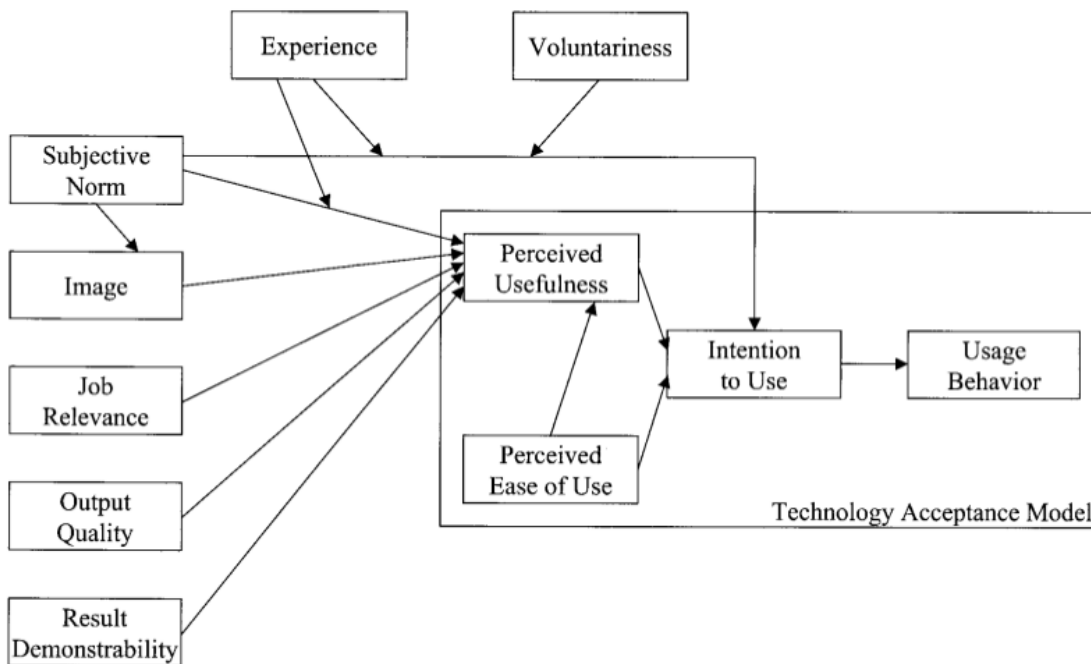 Experience
Voluntariness
Subjective
Norm
Image
Job
Relevance
Output
Quality
Result
Demonstrability
Perceived
Usefulness
Perceived
Ease of Use
Intention
to Use
Usage
Behavior
Technology Acceptance Model